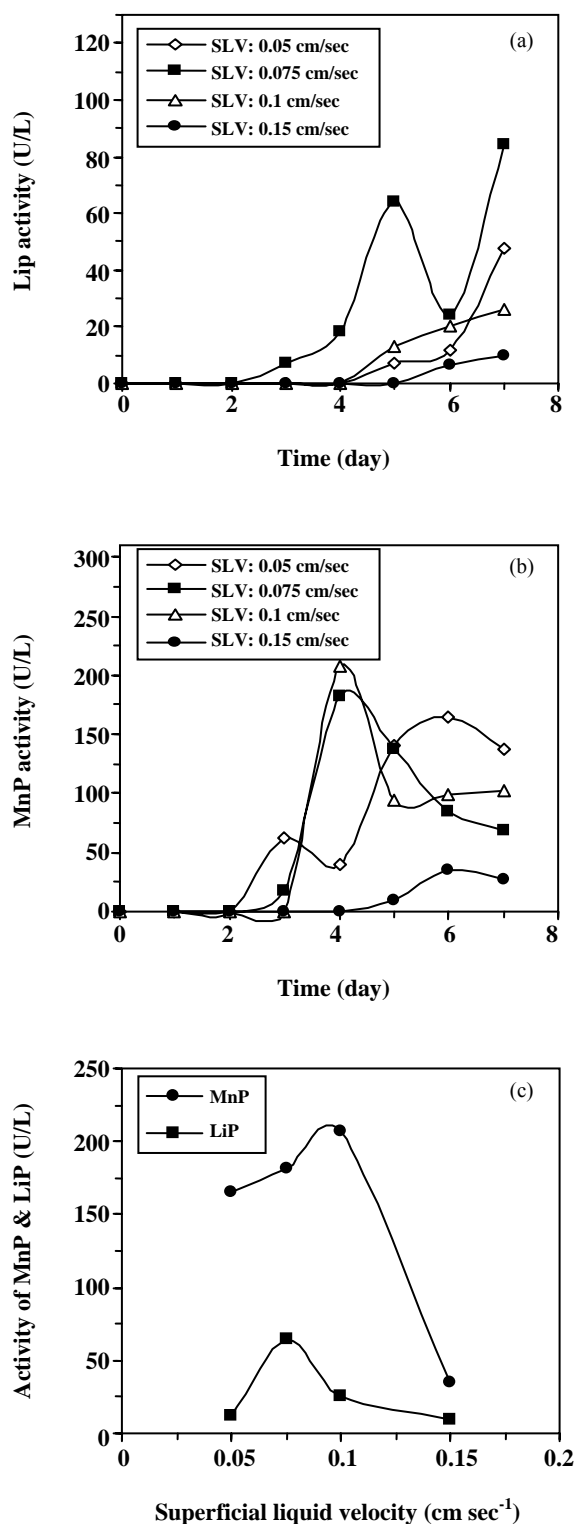 (a)
SLV: 0.05 cm/sec
SLV: 0.075 cm/sec
SLV: 0.1 cm/sec
SLV: 0.15 cm/sec
Lip activity (U/L)
120
100
80
60
40
20
0
0 2 4 6 8
Time (day)
(b)
SLV: 0.05 cm/sec
SLV: 0.075 cm/sec
SLV: 0.1 cm/sec
SLV: 0.15 cm/sec
MnP activity (U/L)
300
250
200
150
100
50
0
0 2 4 6 8
Time (day)
(c)
MnP
LiP
Activity of MnP & LiP (U/L)
250
200
150
100
50
0
0 0.05 0.1 0.15 0.2
Superficial liquid velocity (cm sec⁻¹)